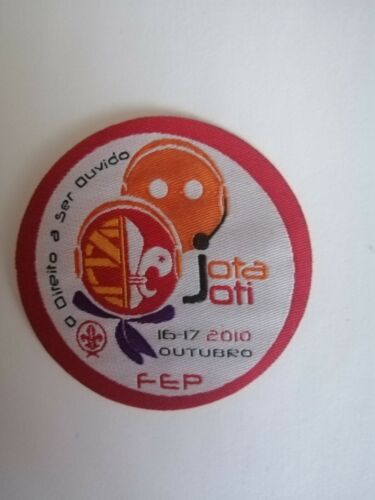 O Direito a Ser Ouvido
Jota
Joti
16-17 2010
OUTUBRO
FEP